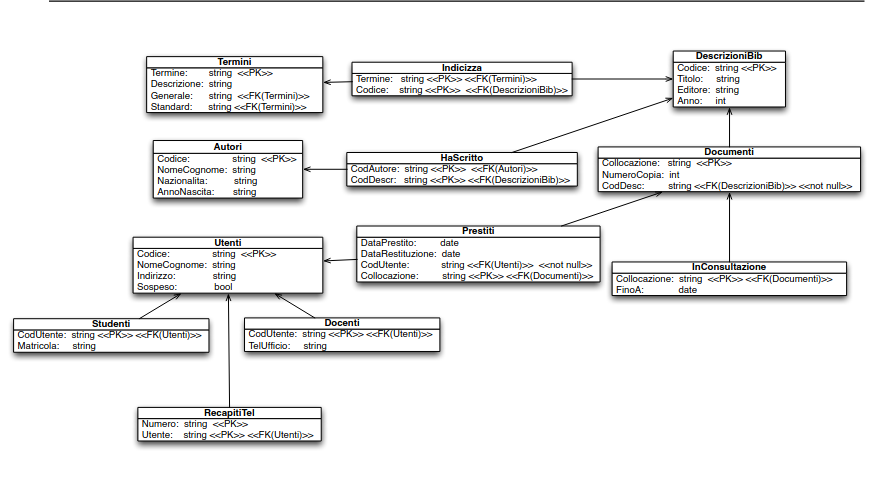 Termini
Termine: string <<PK>>
Descrizione: string
Generale: string <<FK(Termini)>>
Standard: string <<FK(Termini)>>
Indicizza
Termine: string <<PK>> <<FK(Termini)>>
Codice: string <<PK>> <<FK(DescrizioniBib)>>
DescrizioniBib
Codice: string <<PK>>
Titolo: string
Editore: string
Anno: int
Autori
Codice: string <<PK>>
NomeCognome: string
Nazionalita: string
AnnoNascita: string
HaScritto
CodAutore: string <<PK>> <<FK(Autori)>>
CodDescr: string <<PK>> <<FK(DescrizioniBib)>>
Documenti
Collocazione: string <<PK>>
NumeroCopia: int
CodDesc: string <<FK(DescrizioniBib)>> <<not null>>
Utenti
Codice: string <<PK>>
NomeCognome: string
Indirizzo: string
Sospeso: bool
Prestiti
DataPrestito: date
DataRestituzione: date
CodUtente: string <<FK(Utenti)>> <<not null>>
Collocazione: string <<PK>> <<FK(Documenti)>>
InConsultazione
Collocazione: string <<PK>> <<FK(Documenti)>>
FinoA: date
Studenti
CodUtente: string <<PK>> <<FK(Utenti)>>
Matricola: string
Docenti
CodUtente: string <<PK>> <<FK(Utenti)>>
TelUfficio: string
RecapitiTel
Numero: string <<PK>>
Utente: string <<PK>> <<FK(Utenti)>>